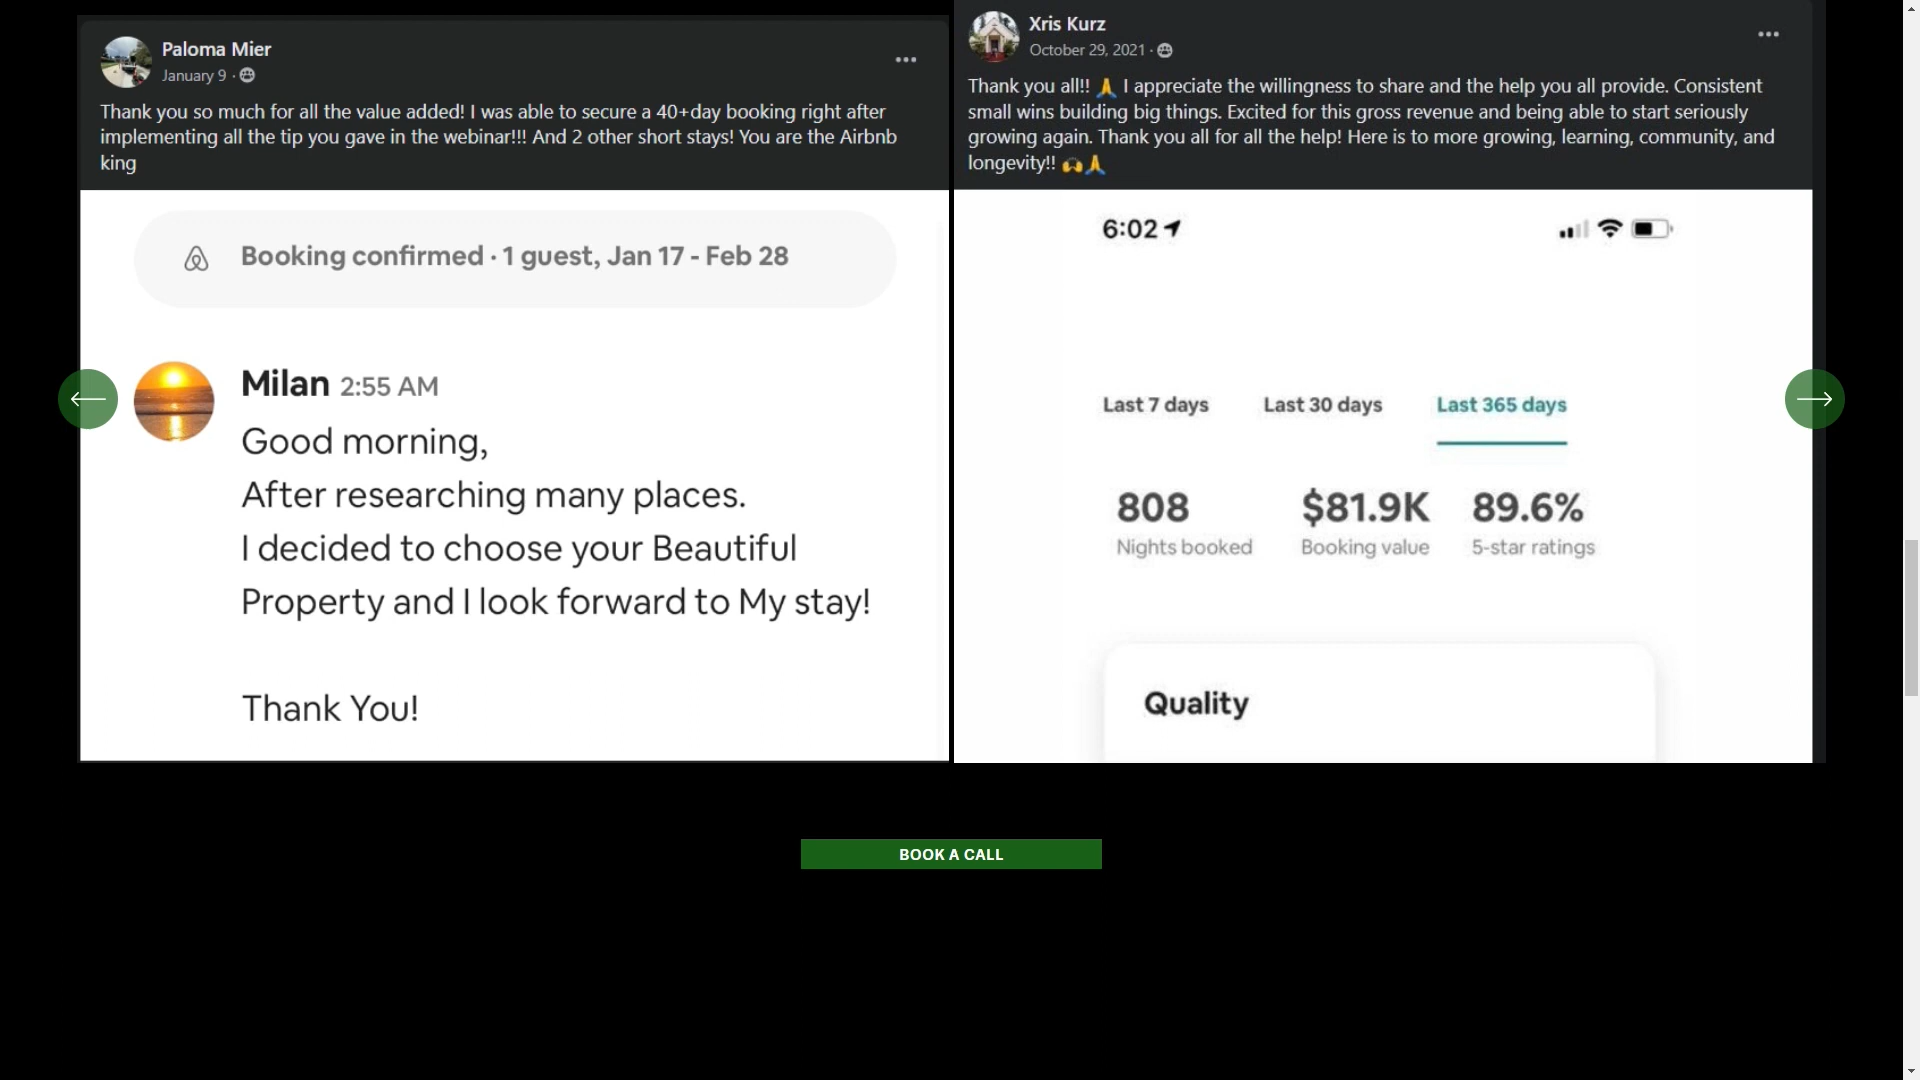 Paloma Mier
January 9 ·
Thank you so much for all the value added! I was able to secure a 40+day booking right after
implementing all the tip you gave in the webinar!!! And 2 other short stays! You are the Airbnb
king
Booking confirmed · 1 guest, Jan 17 - Feb 28
Milan 2:55 AM
Good morning,
After researching many places.
I decided to choose your Beautiful
Property and I look forward to My stay!
Thank You!
Xris Kurz
October 29, 2021 ·
Thank you all!! 🙏 I appreciate the willingness to share and the help you all provide. Consistent
small wins building big things. Excited for this gross revenue and being able to start seriously
growing again. Thank you all for all the help! Here is to more growing, learning, community, and
longevity!! 🙌🙏
6:02
Last 7 days Last 30 days Last 365 days
808 $81.9K 89.6%
Nights booked Booking value 5-star ratings
Quality
BOOK A CALL